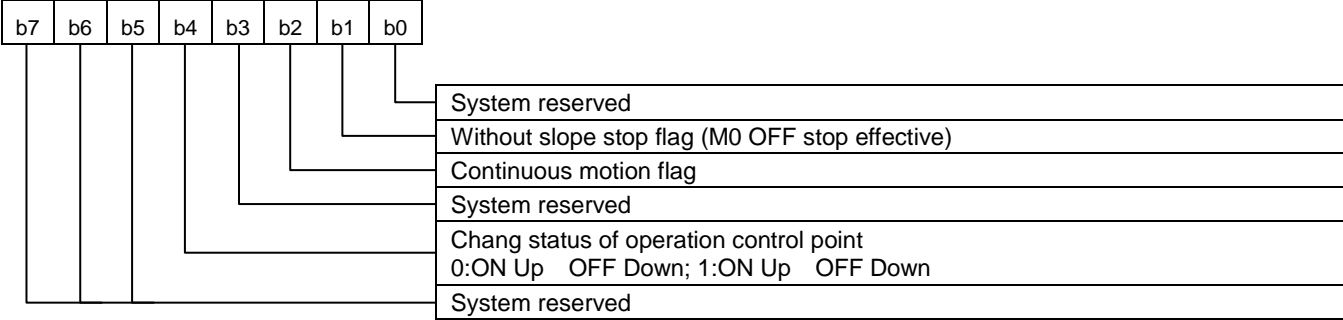 b7 b6 b5 b4 b3 b2 b1 b0
System reserved
Without slope stop flag (M0 OFF stop effective)
Continuous motion flag
System reserved
Chang status of operation control point
0:ON Up OFF Down; 1:ON Up OFF Down
System reserved